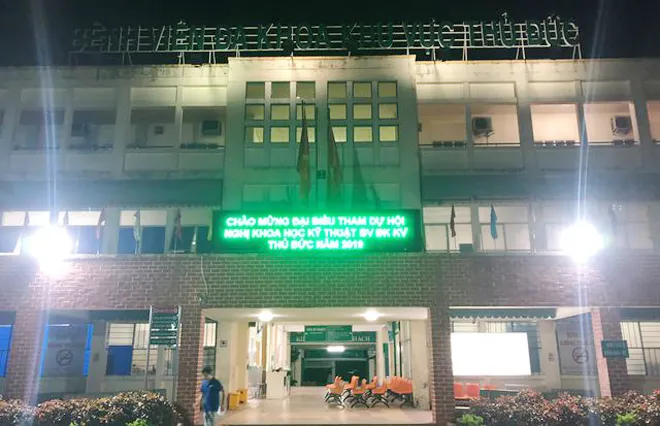 BỆNH VIỆN ĐA KHOA KHU VỰC THỦ ĐỨC
CHÀO MỪNG ĐẠI BIỂU THAM DỰ HỘI
NGHỊ KHOA HỌC KỸ THUẬT BV ĐK KV
THỦ ĐỨC NĂM 2019